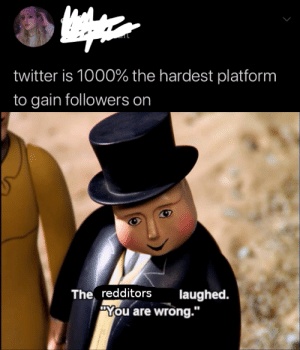 twitter is 1000% the hardest platform
to gain followers on
The redditors laughed.
"You are wrong."